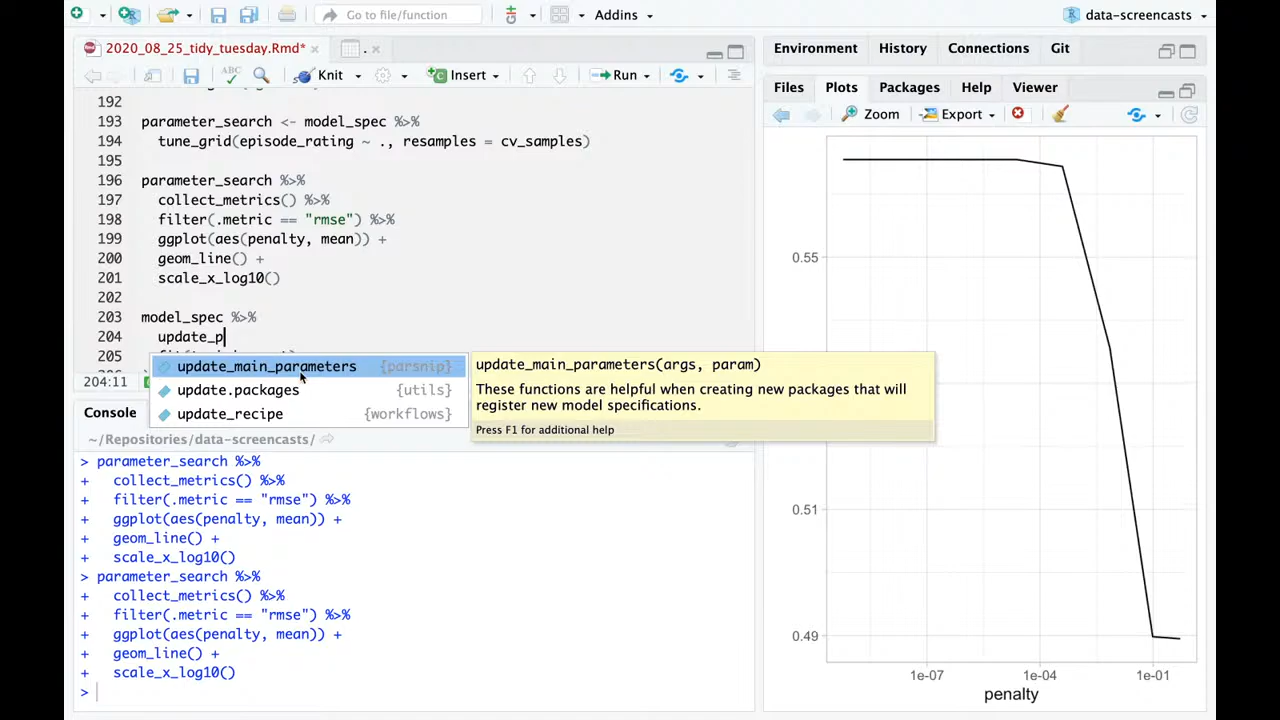 Go to file/function
Addins
data-screencasts
2020_08_25_tidy_tuesday.Rmd*
.
ABC
Knit
Insert
Run
192
193 parameter_search <- model_spec %>%
194 tune_grid(episode_rating ~ ., resamples = cv_samples)
195
196 parameter_search %>%
197 collect_metrics() %>%
198 filter(.metric == "rmse") %>%
199 ggplot(aes(penalty, mean)) +
200 geom_line() +
201 scale_x_log10()
202
203 model_spec %>%
204 update_p
205
204:11
update_main_parameters {parsnip}
update.packages {utils}
update_recipe {workflows}
update_main_parameters(args, param)
These functions are helpful when creating new packages that will
register new model specifications.
Press F1 for additional help
Console
~/Repositories/data-screencasts/
> parameter_search %>%
+ collect_metrics() %>%
+ filter(.metric == "rmse") %>%
+ ggplot(aes(penalty, mean)) +
+ geom_line() +
+ scale_x_log10()
> parameter_search %>%
+ collect_metrics() %>%
+ filter(.metric == "rmse") %>%
+ ggplot(aes(penalty, mean)) +
+ geom_line() +
+ scale_x_log10()
>
Environment History Connections Git
Files Plots Packages Help Viewer
Zoom Export
0.55
0.51
0.49
1e-07 1e-04 1e-01
penalty